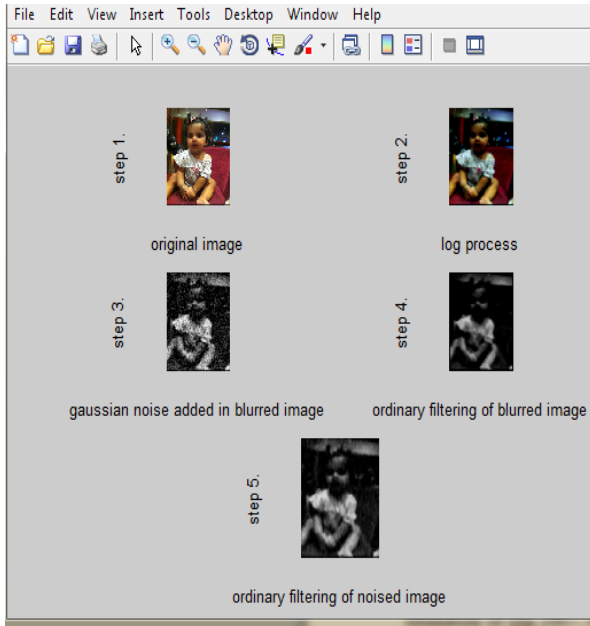 File Edit View Insert Tools Desktop Window Help
step 1.
original image
step 2.
log process
step 3.
gaussian noise added in blurred image
step 4.
ordinary filtering of blurred image
step 5.
ordinary filtering of noised image